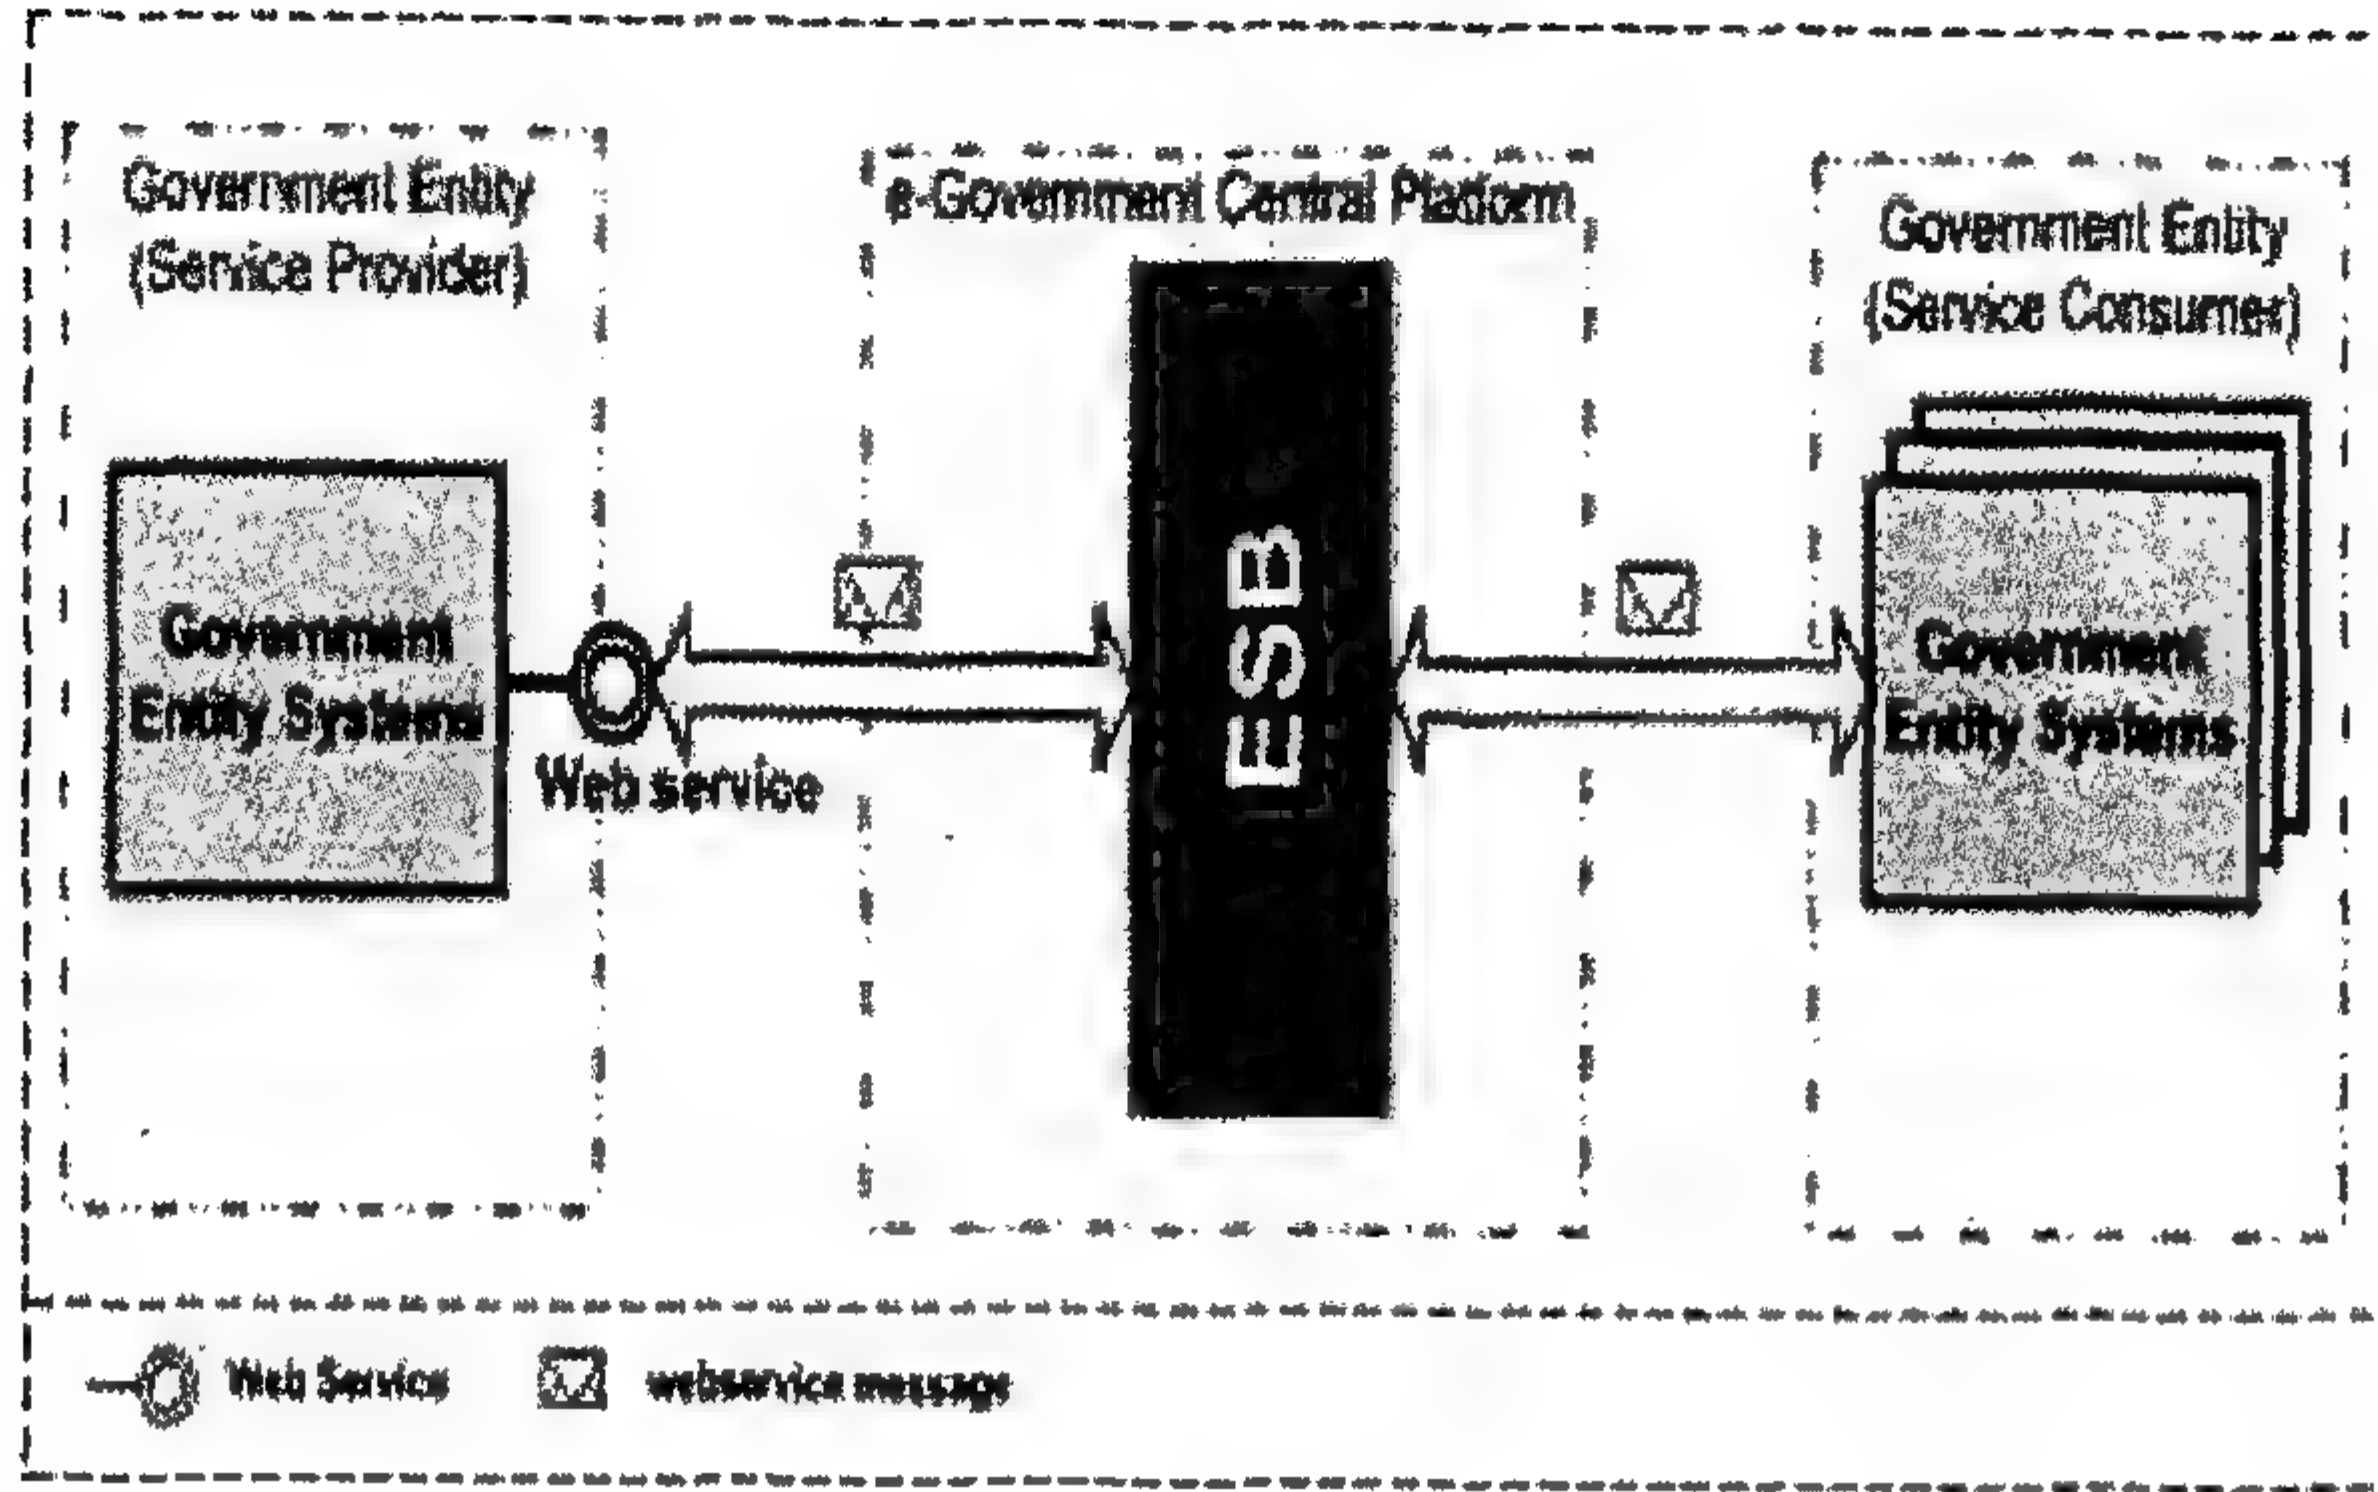 Government Entity
(Service Provider)
e-Government Central Platform
Government Entity
(Service Consumer)
Government
Entity Systems
Web service
ESB
Government
Entity Systems
Web Service
webservice message